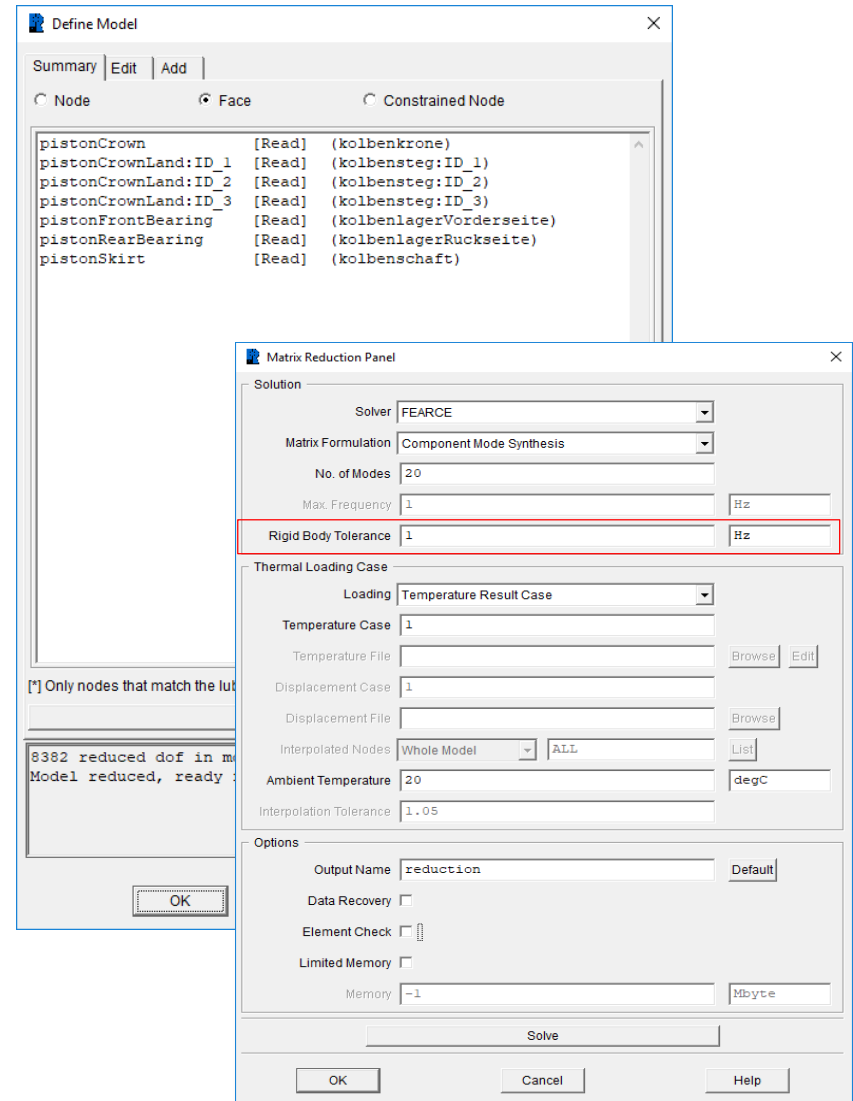 Define Model
Summary Edit Add
Node Face Constrained Node
pistonCrown [Read] (kolbenkrone)
pistonCrownLand:ID_1 [Read] (kolbensteg:ID_1)
pistonCrownLand:ID_2 [Read] (kolbensteg:ID_2)
pistonCrownLand:ID_3 [Read] (kolbensteg:ID_3)
pistonFrontBearing [Read] (kolbenlagerVorderseite)
pistonRearBearing [Read] (kolbenlagerRuckseite)
pistonSkirt [Read] (kolbenschaft)
[*] Only nodes that match the lub
8382 reduced dof in m
Model reduced, ready
OK
Matrix Reduction Panel
Solution
Solver FEARCE
Matrix Formulation Component Mode Synthesis
No. of Modes 20
Max. Frequency 1 Hz
Rigid Body Tolerance 1 Hz
Thermal Loading Case
Loading Temperature Result Case
Temperature Case 1
Temperature File Browse Edit
Displacement Case 1
Displacement File Browse
Interpolated Nodes Whole Model ALL List
Ambient Temperature 20 degC
Interpolation Tolerance 1.05
Options
Output Name reduction Default
Data Recovery
Element Check
Limited Memory
Memory -1 Mbyte
Solve
OK Cancel Help